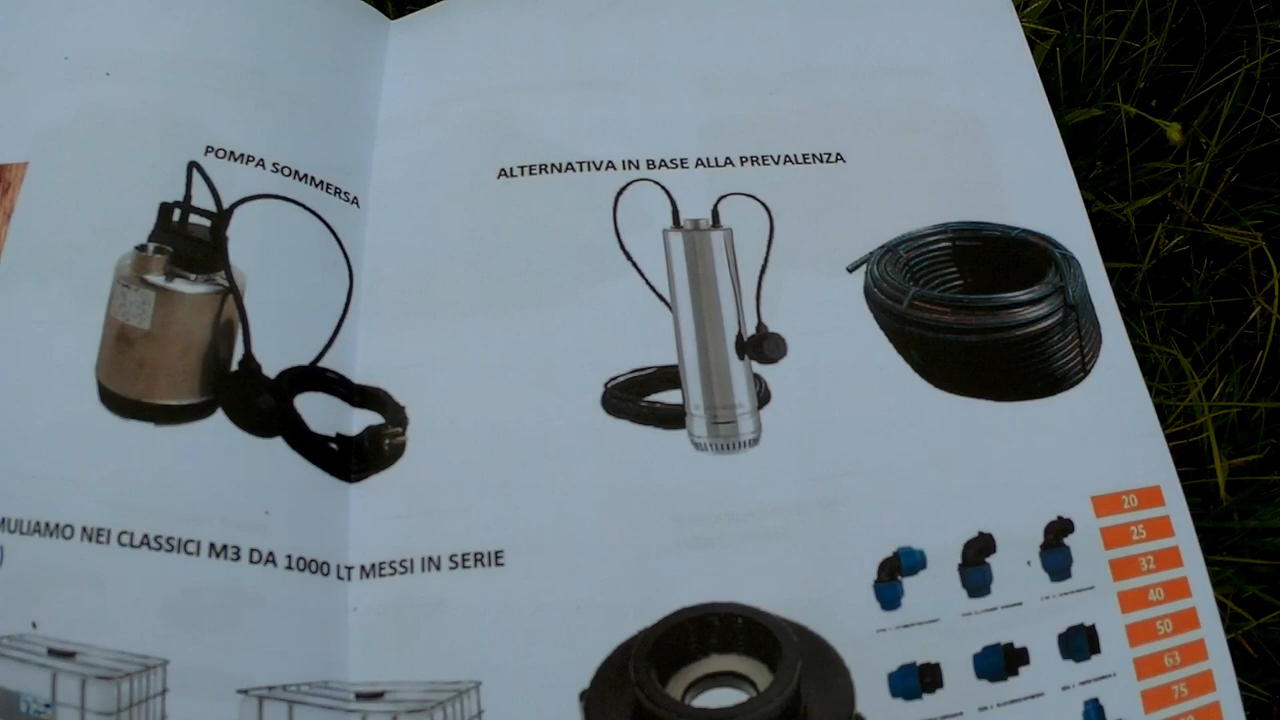 POMPA SOMMERSA
ALTERNATIVA IN BASE ALLA PREVALENZA
MULIAMO NEI CLASSICI M3 DA 1000 LT MESSI IN SERIE
20
25
32
40
50
63
75